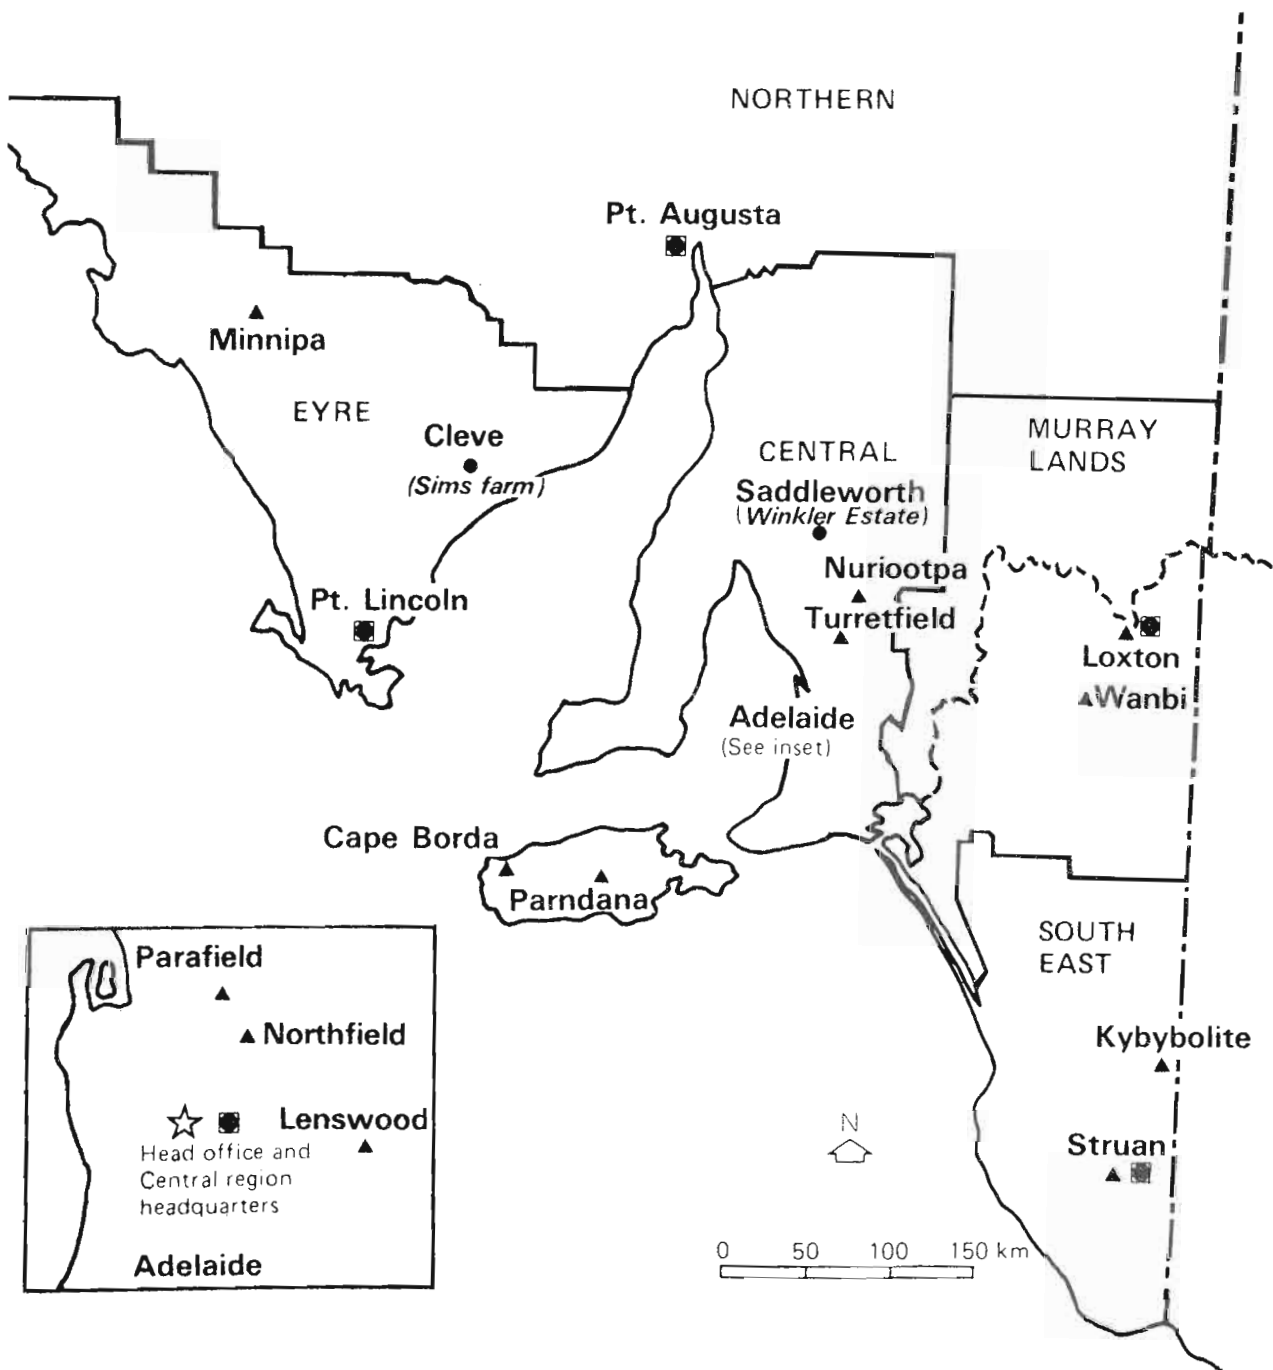 NORTHERN
Pt. Augusta
Minnipa
EYRE
Cleve
(Sims farm)
CENTRAL
MURRAY
LANDS
Saddleworth
(Winkler Estate)
Nuriootpa
Pt. Lincoln
Turretfield
Loxton
Wanbi
Adelaide
(See inset)
Cape Borda
Parndana
SOUTH
EAST
Parafield
Northfield
Kybybolite
Lenswood
Head office and
Central region
headquarters
Adelaide
N
Struan
0 50 100 150 km